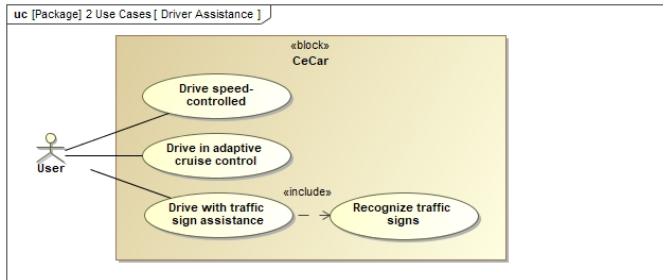 uc [Package] 2 Use Cases [ Driver Assistance ]
«block»
CeCar
Drive speed-
controlled
Drive in adaptive
cruise control
User
Drive with traffic
sign assistance
«include»
Recognize traffic
signs